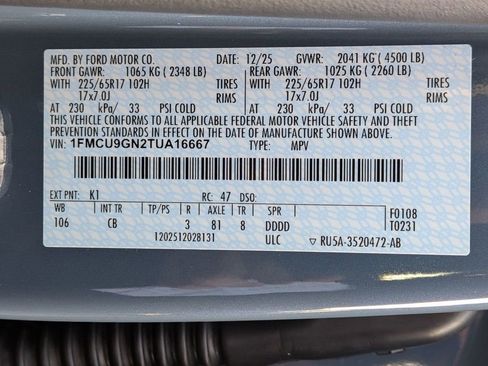 MFD. BY FORD MOTOR CO. DATE: 12/25 GVWR: 2041 KG ( 4500 LB)
FRONT GAWR: 1065 KG ( 2348 LB) REAR GAWR: 1025 KG ( 2260 LB)
225/65R17 102H TIRES 225/65R17 102H TIRES
17x7.0J RIMS 17x7.0J RIMS
AT 230 kPa/ 33 PSI COLD AT 230 kPa/ 33 PSI COLD
THIS VEHICLE CONFORMS TO ALL APPLICABLE FEDERAL MOTOR VEHICLE SAFETY STANDARDS IN EFFECT ON THE DATE OF MANUFACTURE SHOWN ABOVE.
VIN: 1FMCU9GN2TUA16667 TYPE: MPV
EXT PNT: K1 RC: 47 DSO:
WB INT TR TP/PS R AXLE TR SPR F0108
106 CB 3 81 8 DDDD T0231
1202512028131 ULC ▽ RU5A-3520472-AB